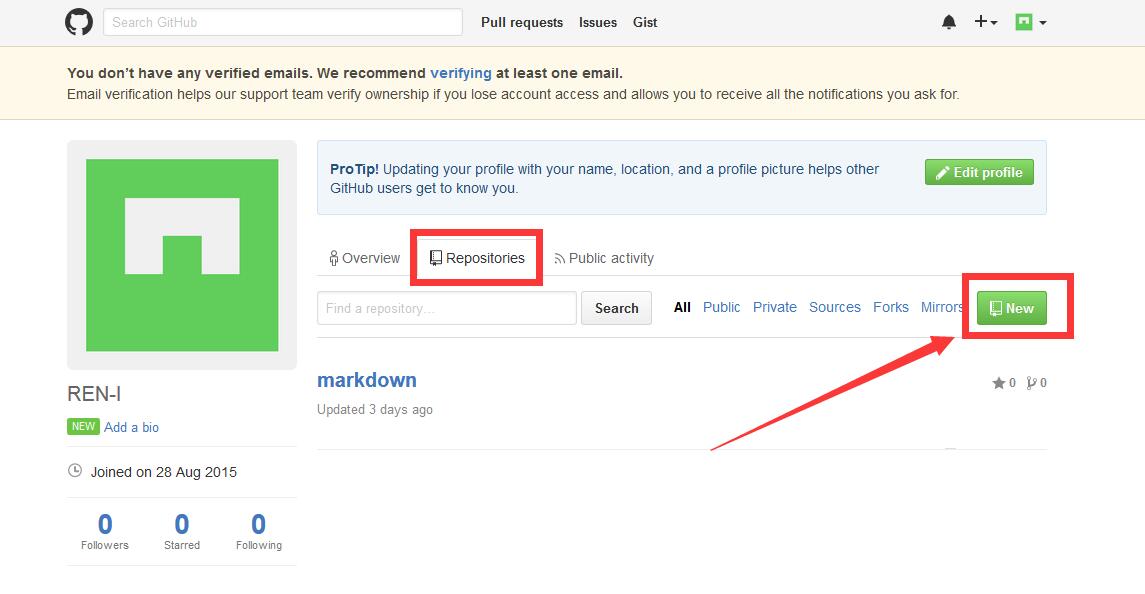 Search GitHub Pull requests Issues Gist
You don't have any verified emails. We recommend verifying at least one email.
Email verification helps our support team verify ownership if you lose account access and allows you to receive all the notifications you ask for.
ProTip! Updating your profile with your name, location, and a profile picture helps other
GitHub users get to know you.
Edit profile
Overview Repositories Public activity
Find a repository... Search All Public Private Sources Forks Mirrors New
markdown
0 0
Updated 3 days ago
REN-I
NEW Add a bio
Joined on 28 Aug 2015
0 0 0
Followers Starred Following